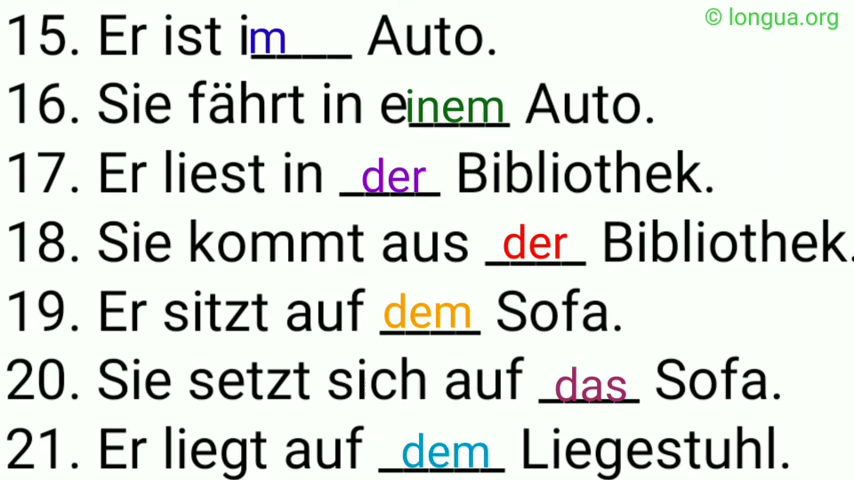 © longua.org
15. Er ist im____ Auto.
16. Sie fährt in einem Auto.
17. Er liest in der Bibliothek.
18. Sie kommt aus der Bibliothek.
19. Er sitzt auf dem Sofa.
20. Sie setzt sich auf das Sofa.
21. Er liegt auf dem Liegestuhl.